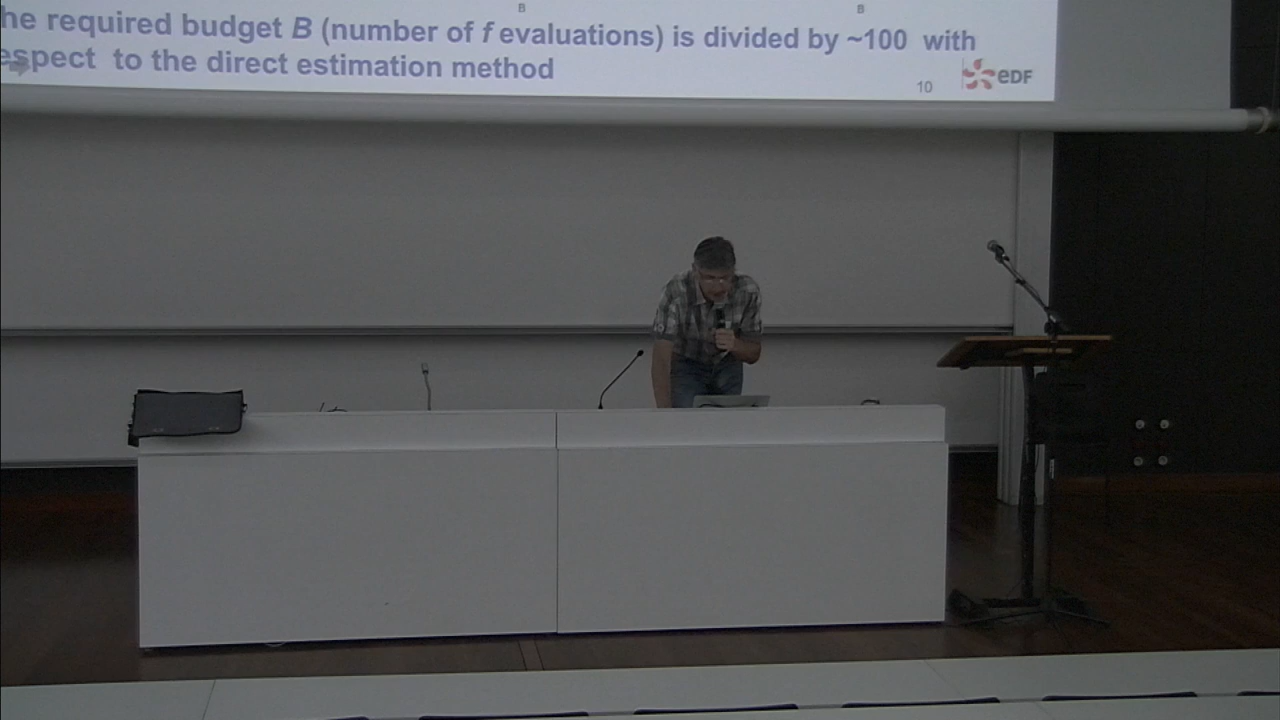 B B
he required budget B (number of f evaluations) is divided by ~100 with
espect to the direct estimation method
10 eDF